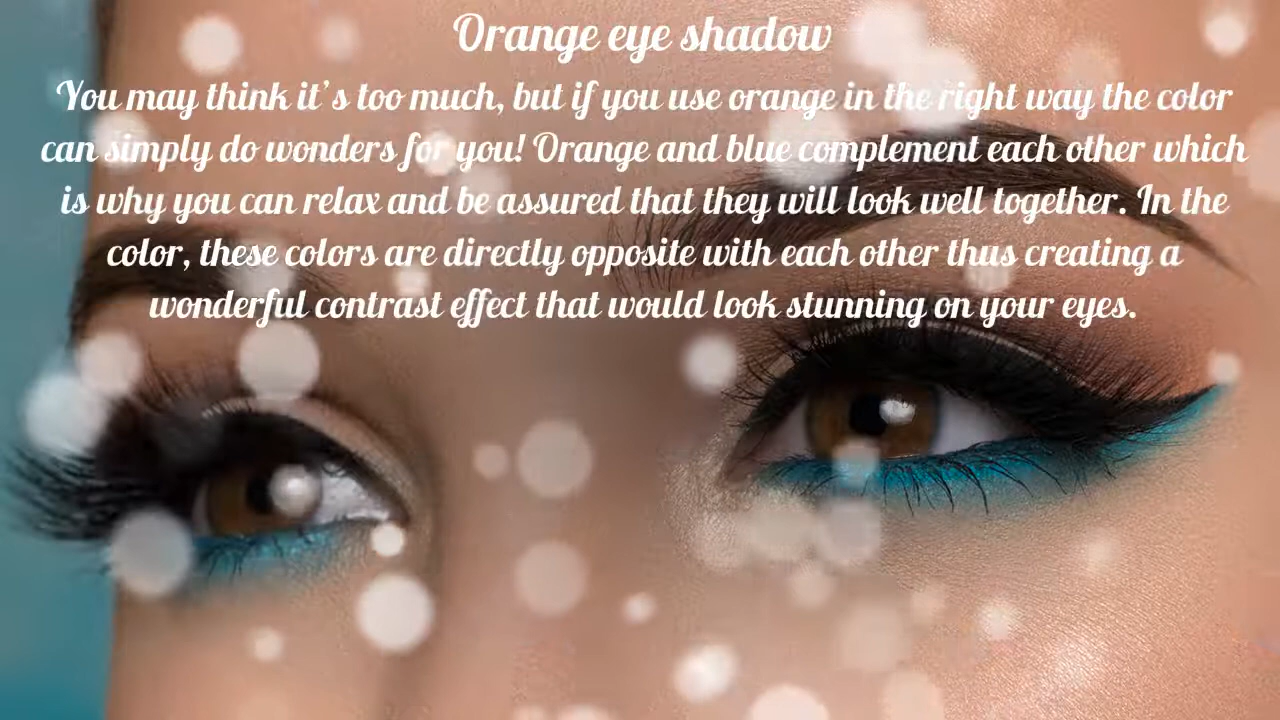 Orange eye shadow
You may think it's too much, but if you use orange in the right way the color
can simply do wonders for you! Orange and blue complement each other which
is why you can relax and be assured that they will look well together. In the
color, these colors are directly opposite with each other thus creating a
wonderful contrast effect that would look stunning on your eyes.